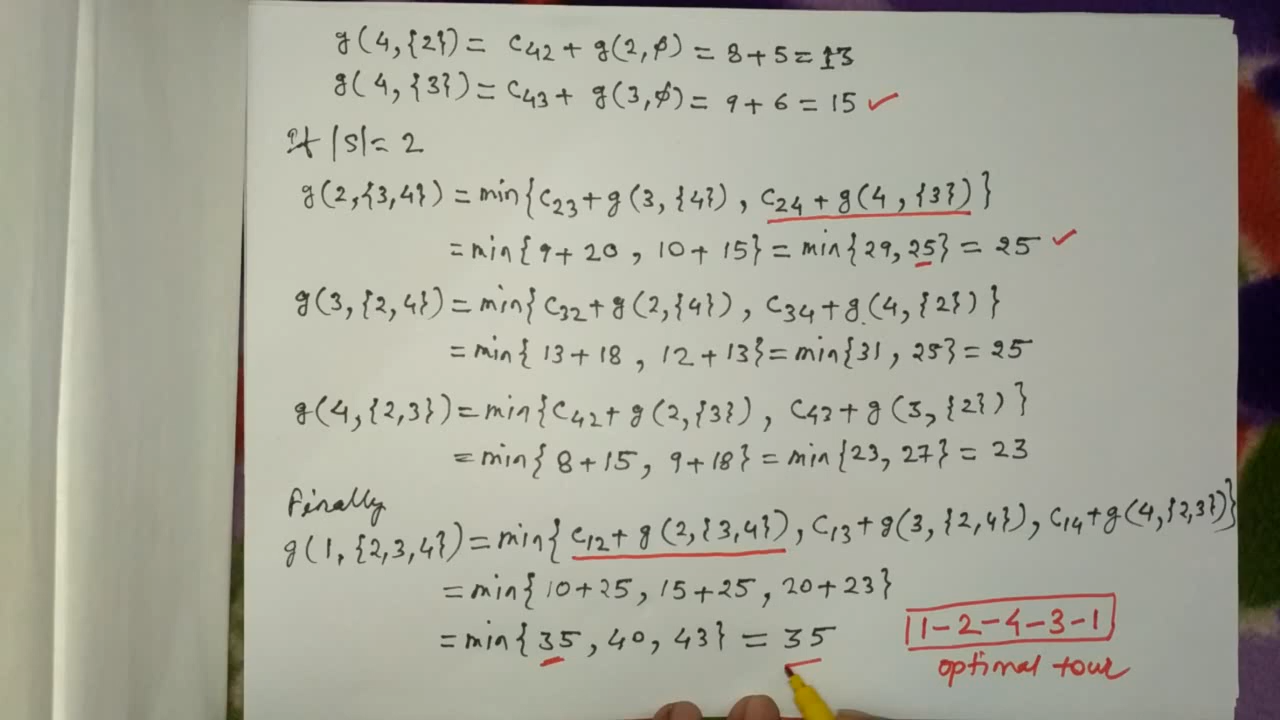 g(4,{2}) = C42 + g(2,ϕ) = 8+5 = 13
g(4,{3}) = C43 + g(3,ϕ) = 9+6 = 15 ✓
If |S| = 2
g(2,{3,4}) = min{C23 + g(3,{4}), C24 + g(4,{3})}
= min{9+20, 10+15} = min{29,25} = 25 ✓
g(3,{2,4}) = min{C32 + g(2,{4}), C34 + g(4,{2})}
= min{13+18, 12+13} = min{31, 25} = 25
g(4,{2,3}) = min{C42 + g(2,{3}), C43 + g(3,{2})}
= min{8+15, 9+18} = min{23, 27} = 23
Finally
g(1,{2,3,4}) = min{C12 + g(2,{3,4}), C13 + g(3,{2,4}), C14 + g(4,{2,3})}
= min{10+25, 15+25, 20+23}
= min{35, 40, 43} = 35
1-2-4-3-1
optimal tour